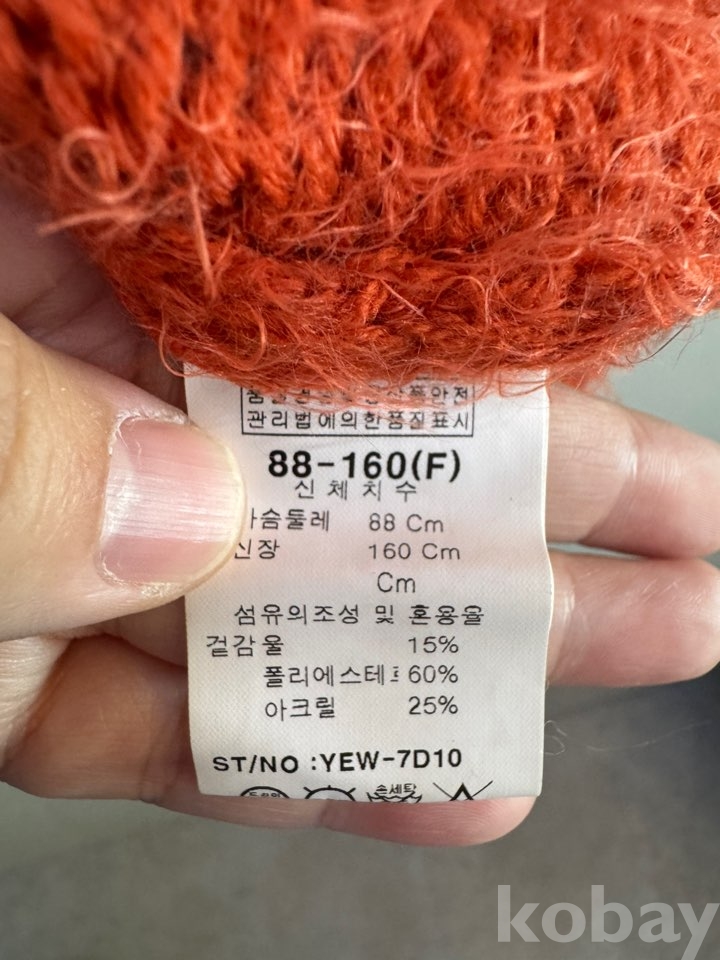 관리법에의한품질표시
88-160(F)
신체치수
가슴둘레 88 Cm
신장 160 Cm
Cm
섬유의조성 및 혼용율
겉감울 15%
폴리에스테르 60%
아크릴 25%
ST/NO :YEW-7D10
손세탁
kobay